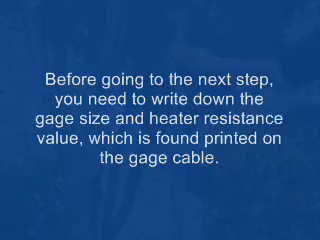 Before going to the next step,
you need to write down the
gage size and heater resistance
value, which is found printed on
the gage cable.